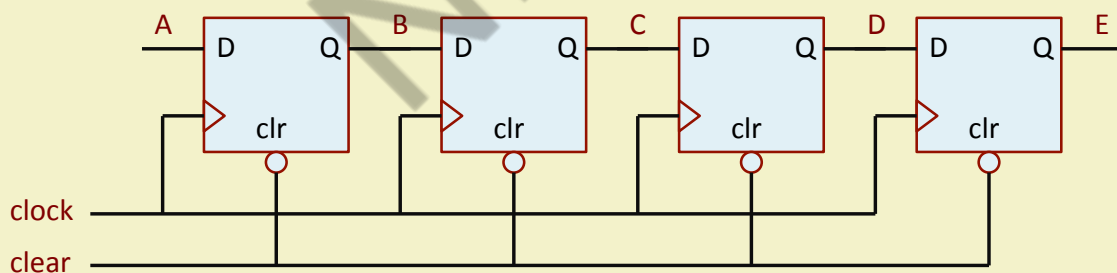 A B C D E
D Q D Q D Q D Q
clr clr clr clr
clock
clear